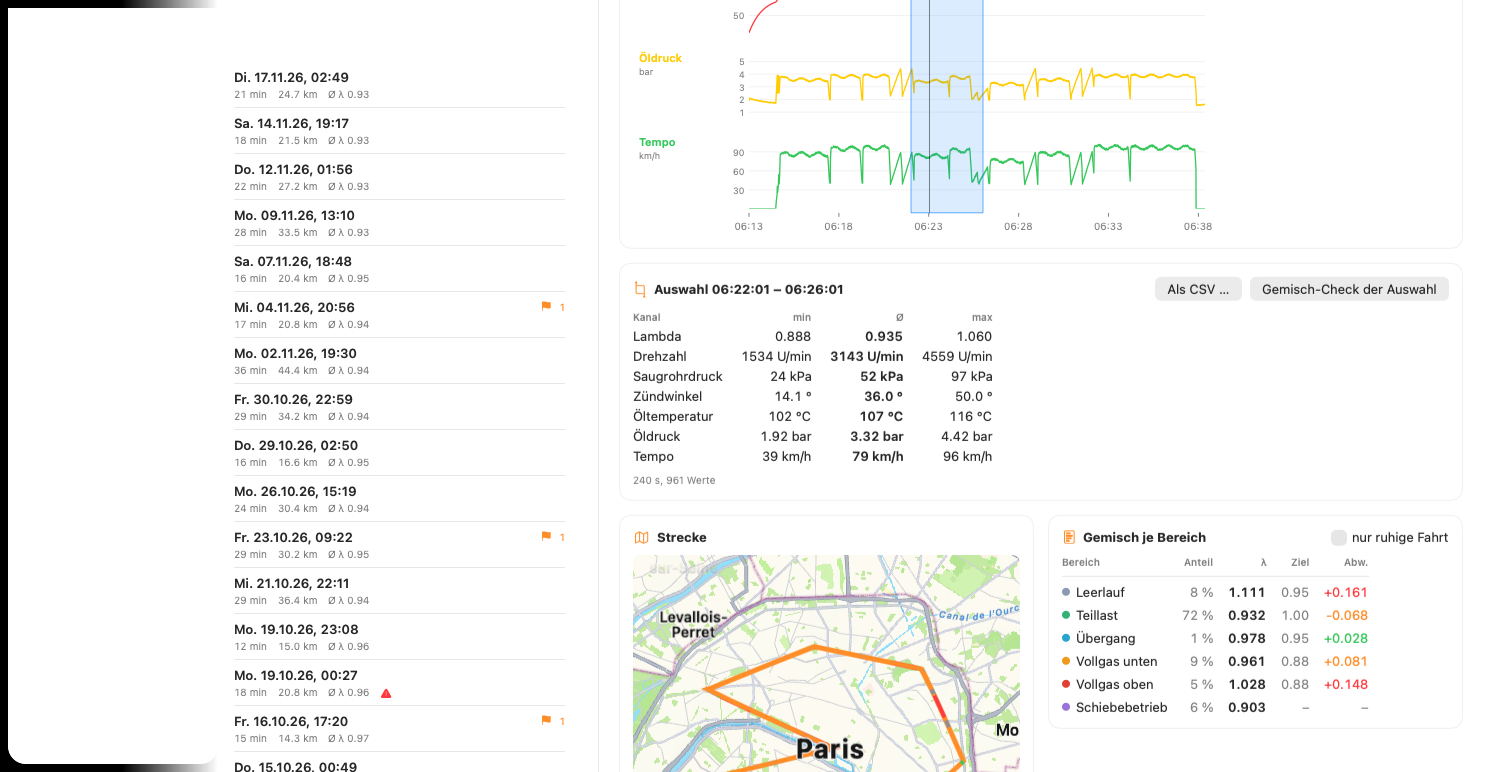 Di. 17.11.26, 02:49
21 min 24.7 km Ø λ 0.93
Sa. 14.11.26, 19:17
18 min 21.5 km Ø λ 0.93
Do. 12.11.26, 01:56
22 min 27.2 km Ø λ 0.93
Mo. 09.11.26, 13:10
28 min 33.5 km Ø λ 0.93
Sa. 07.11.26, 18:48
16 min 20.4 km Ø λ 0.95
Mi. 04.11.26, 20:56 1
17 min 20.8 km Ø λ 0.94
Mo. 02.11.26, 19:30
36 min 44.4 km Ø λ 0.94
Fr. 30.10.26, 22:59
29 min 34.2 km Ø λ 0.94
Do. 29.10.26, 02:50
16 min 16.6 km Ø λ 0.95
Mo. 26.10.26, 15:19
24 min 30.4 km Ø λ 0.94
Fr. 23.10.26, 09:22 1
29 min 30.2 km Ø λ 0.95
Mi. 21.10.26, 22:11
29 min 36.4 km Ø λ 0.94
Mo. 19.10.26, 23:08
12 min 15.0 km Ø λ 0.96
Mo. 19.10.26, 00:27
18 min 20.8 km Ø λ 0.96
Fr. 16.10.26, 17:20 1
15 min 14.3 km Ø λ 0.97
Do. 15.10.26, 00:49
50
Öldruck
bar
5
4
3
2
1
Tempo
km/h
90
60
30
06:13 06:18 06:23 06:28 06:33 06:38
Auswahl 06:22:01 – 06:26:01
Als CSV ... Gemisch-Check der Auswahl
Kanal min Ø max
Lambda 0.888 0.935 1.060
Drehzahl 1534 U/min 3143 U/min 4559 U/min
Saugrohrdruck 24 kPa 52 kPa 97 kPa
Zündwinkel 14.1 ° 36.0 ° 50.0 °
Öltemperatur 102 °C 107 °C 116 °C
Öldruck 1.92 bar 3.32 bar 4.42 bar
Tempo 39 km/h 79 km/h 96 km/h
240 s, 961 Werte
Strecke
Levallois-
Perret
Canal de l'Ourc
Paris
Mo
Gemisch je Bereich nur ruhige Fahrt
Bereich Anteil λ Ziel Abw.
Leerlauf 8 % 1.111 0.95 +0.161
Teillast 72 % 0.932 1.00 -0.068
Übergang 1 % 0.978 0.95 +0.028
Vollgas unten 9 % 0.961 0.88 +0.081
Vollgas oben 5 % 1.028 0.88 +0.148
Schiebebetrieb 6 % 0.903 – –